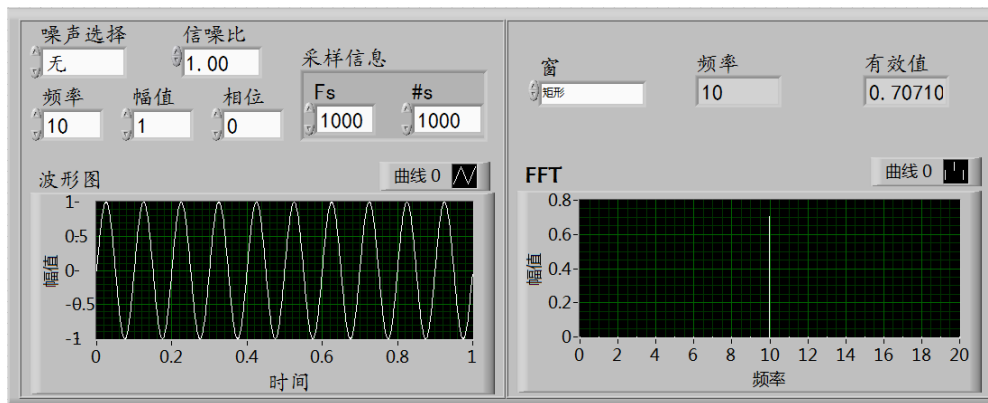 噪声选择 信噪比
无 1.00
采样信息
频率 幅值 相位 Fs #s
10 1 0 1000 1000
波形图 曲线 0
1
0.5
0
-0.5
-1
幅值
0 0.2 0.4 0.6 0.8 1
时间
窗 频率 有效值
矩形 10 0.70710
FFT 曲线 0
0.8
0.6
0.4
0.2
0
幅值
0 2 4 6 8 10 12 14 16 18 20
频率